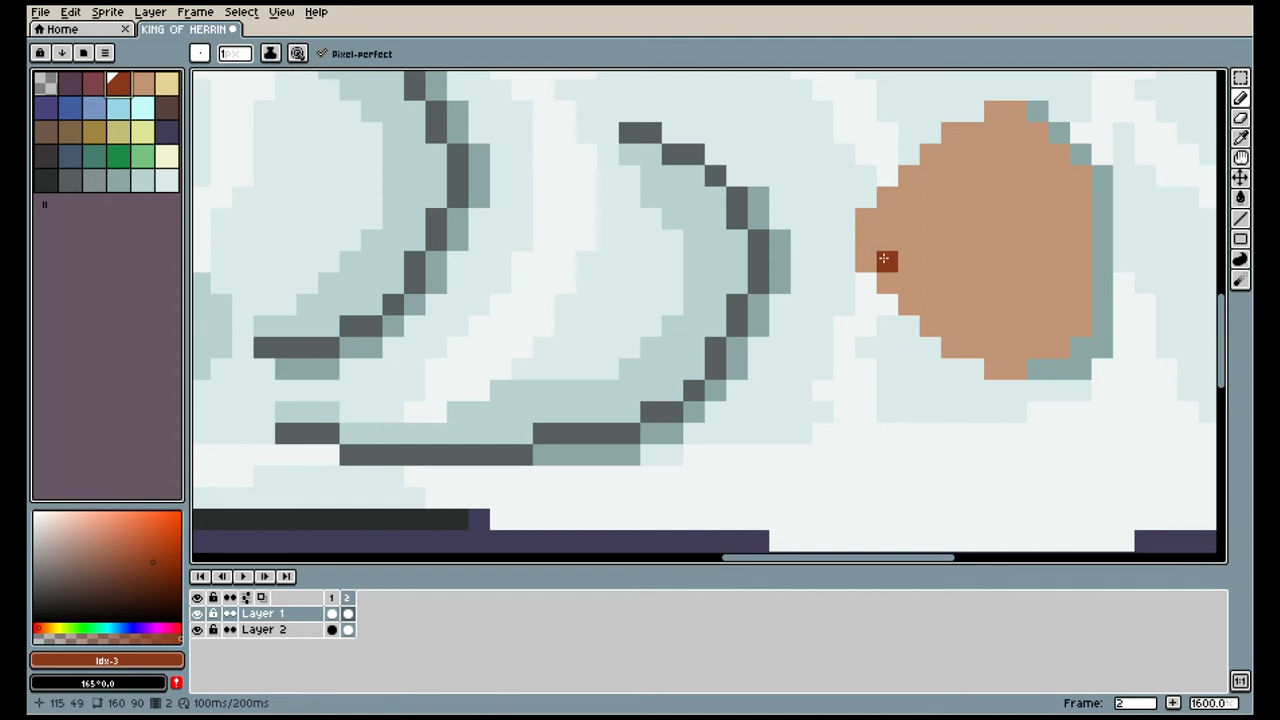 File Edit Sprite Layer Frame Select View Help
Home KING OF HERRIN
1px Pixel-perfect
Idx-3
165*0.0
1 2
Layer 1
Layer 2
1:1
115 49 160 90 2 100ms/200ms Frame: 2 1600.0